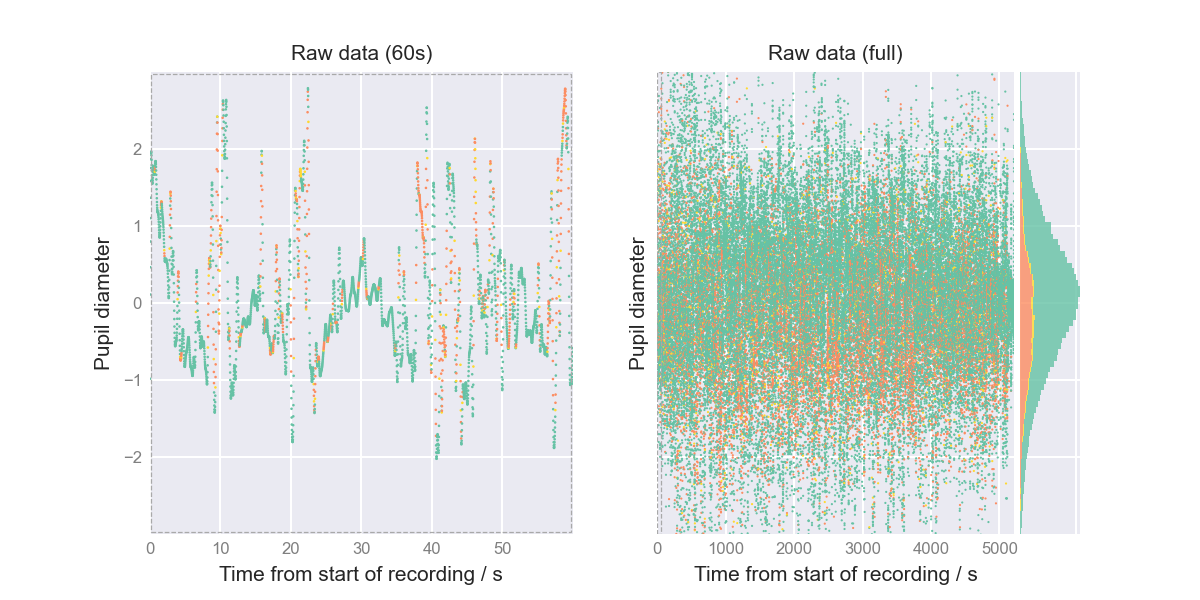 Raw data (60s)
Raw data (full)
Pupil diameter
2
1
0
−1
−2
0 10 20 30 40 50
Time from start of recording / s
Pupil diameter
0 1000 2000 3000 4000 5000
Time from start of recording / s